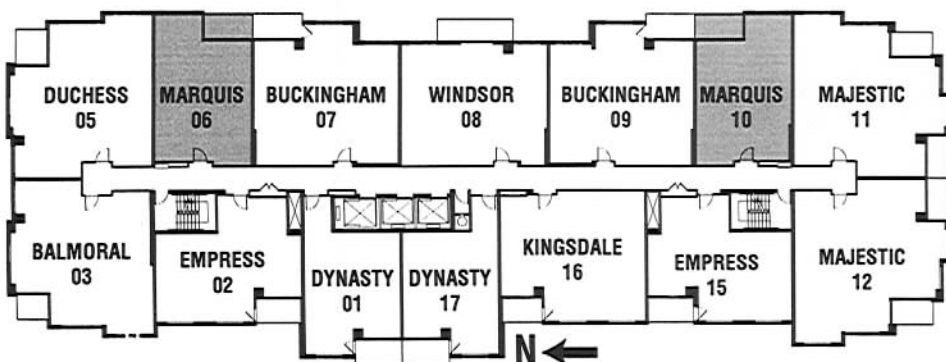 DUCHESS
05
MARQUIS
06
BUCKINGHAM
07
WINDSOR
08
BUCKINGHAM
09
MARQUIS
10
MAJESTIC
11
BALMORAL
03
EMPRESS
02
DYNASTY
01
DYNASTY
17
KINGSDALE
16
EMPRESS
15
MAJESTIC
12
N